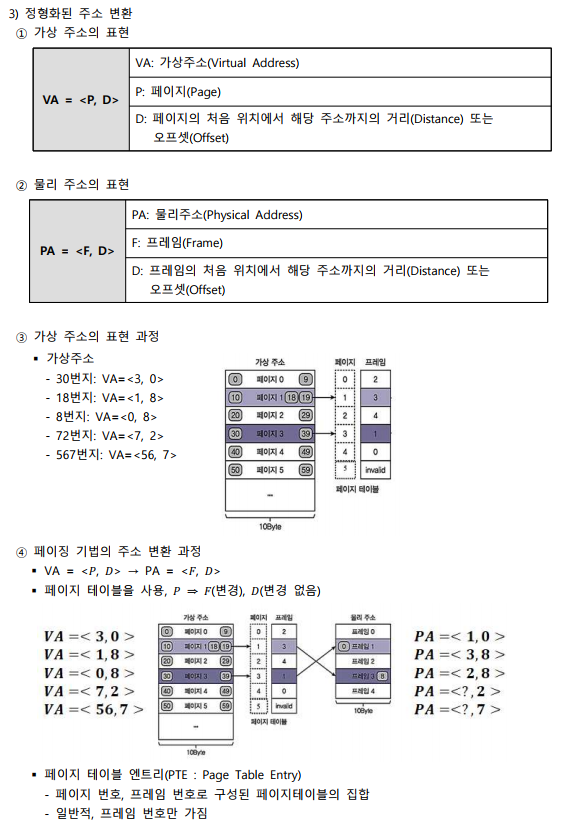 3) 정형화된 주소 변환
① 가상 주소의 표현
VA = <P, D>
VA: 가상주소(Virtual Address)
P: 페이지(Page)
D: 페이지의 처음 위치에서 해당 주소까지의 거리(Distance) 또는
오프셋(Offset)
② 물리 주소의 표현
PA = <F, D>
PA: 물리주소(Physical Address)
F: 프레임(Frame)
D: 프레임의 처음 위치에서 해당 주소까지의 거리(Distance) 또는
오프셋(Offset)
③ 가상 주소의 표현 과정
▪ 가상주소
- 30번지: VA=<3, 0>
- 18번지: VA=<1, 8>
- 8번지: VA=<0, 8>
- 72번지: VA=<7, 2>
- 567번지: VA=<56, 7>
가상 주소 페이지 프레임
0 페이지 0 9 0 2
10 페이지 1 18 19 1 3
20 페이지 2 29 2 4
30 페이지 3 39 3 1
40 페이지 4 49 4 0
50 페이지 5 59 5 invalid
...
페이지 테이블
10Byte
④ 페이징 기법의 주소 변환 과정
▪ VA = <P, D> → PA = <F, D>
▪ 페이지 테이블을 사용, P ⇒ F(변경), D(변경 없음)
VA =< 3,0 >
VA =< 1,8 >
VA =< 0,8 >
VA =< 7,2 >
VA =< 56,7 >
가상 주소 페이지 프레임 물리 주소
0 페이지 0 9 0 2 프레임 0
10 페이지 1 18 19 1 3 0 프레임 1
20 페이지 2 29 2 4 프레임 2
30 페이지 3 39 3 1 프레임 3 8
40 페이지 4 49 4 0 프레임 4
50 페이지 5 59 5 invalid 10Byte
...
페이지 테이블
10Byte
PA =< 1,0 >
PA =< 3,8 >
PA =< 2,8 >
PA =<?,2 >
PA =<?,7 >
▪ 페이지 테이블 엔트리(PTE : Page Table Entry)
- 페이지 번호, 프레임 번호로 구성된 페이지테이블의 집합
- 일반적, 프레임 번호만 가짐